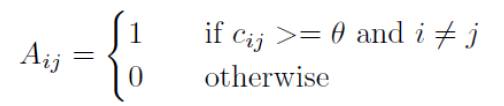 A_{ij} = { 1 if c_{ij} >= θ and i ≠ j
0 otherwise